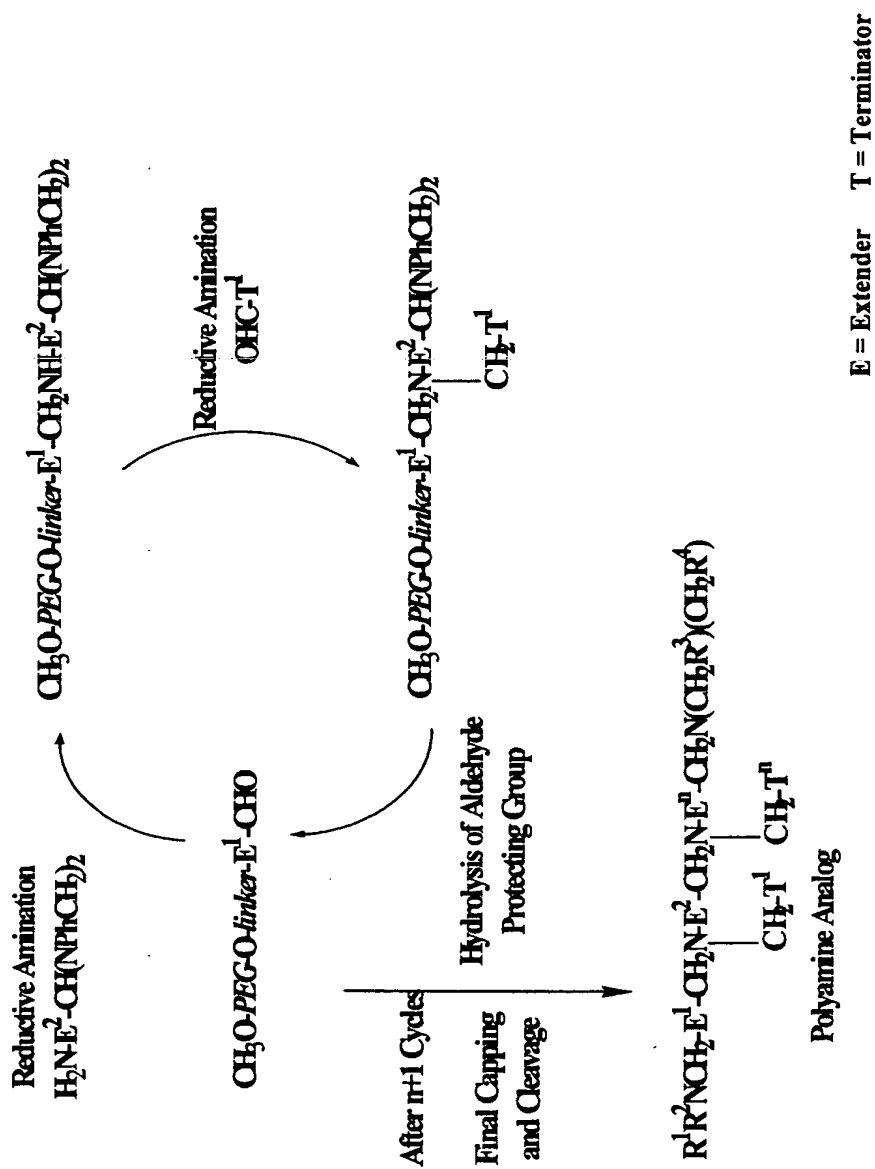 Reductive Amination
H₂N-E²-CH(NPhCH₂)₂
CH₃O-PEG-O-linker-E¹-CH₂NH-E²-CH(NPhCH₂)₂
Reductive Amination
OHC-T¹
CH₃O-PEG-O-linker-E¹-CHO
CH₃O-PEG-O-linker-E¹-CH₂N-E²-CH(NPhCH₂)₂
CH₂-T¹
Hydrolysis of Aldehyde
Protecting Group
After n+1 Cycles
Final Capping
and Cleavage
R¹R²NCH₂-E¹-CH₂N-E²-CH₂N-Eⁿ-CH₂N(CH₂R³)(CH₂R⁴)
CH₂-T¹
CH₂-Tⁿ
Polyamine Analog
E = Extender T = Terminator